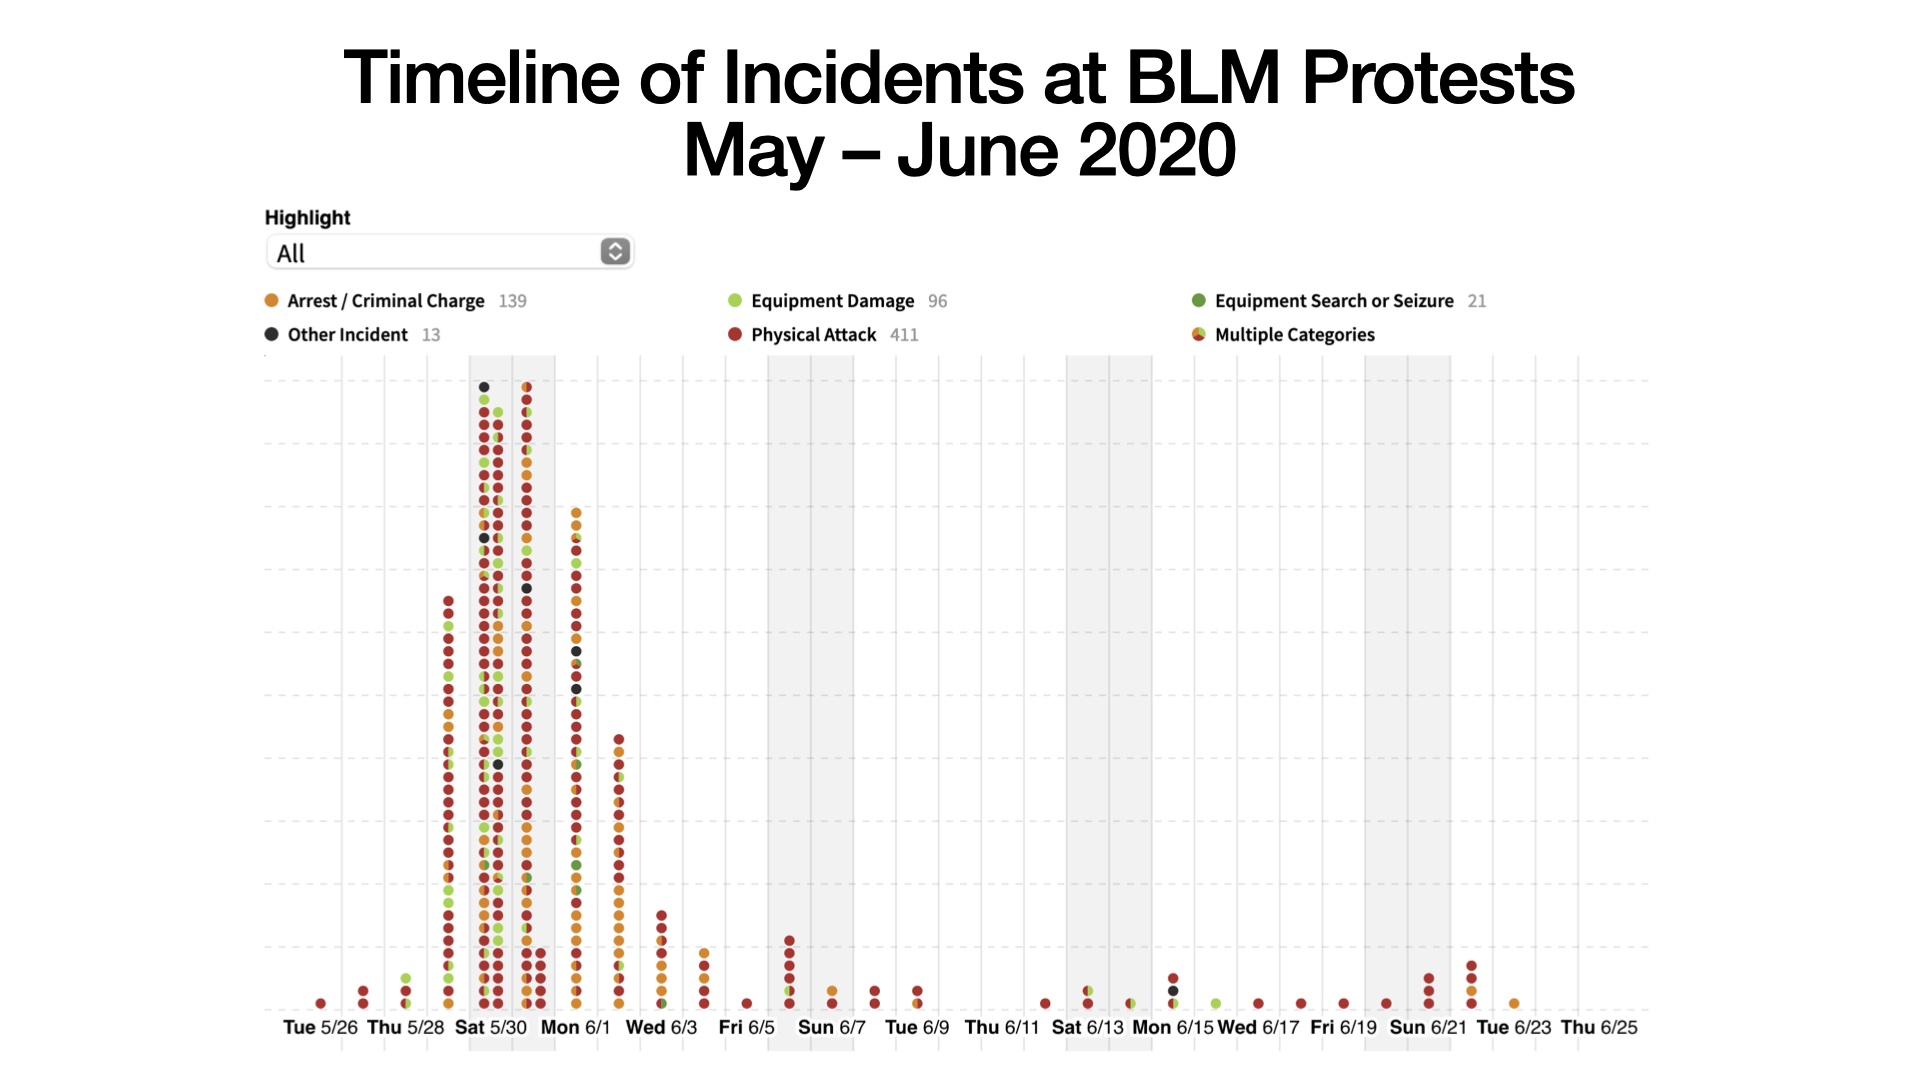 Timeline of Incidents at BLM Protests
May – June 2020
Highlight
All
Arrest / Criminal Charge 139
Equipment Damage 96
Equipment Search or Seizure 21
Other Incident 13
Physical Attack 411
Multiple Categories
Tue 5/26 Thu 5/28 Sat 5/30 Mon 6/1 Wed 6/3 Fri 6/5 Sun 6/7 Tue 6/9 Thu 6/11 Sat 6/13 Mon 6/15 Wed 6/17 Fri 6/19 Sun 6/21 Tue 6/23 Thu 6/25